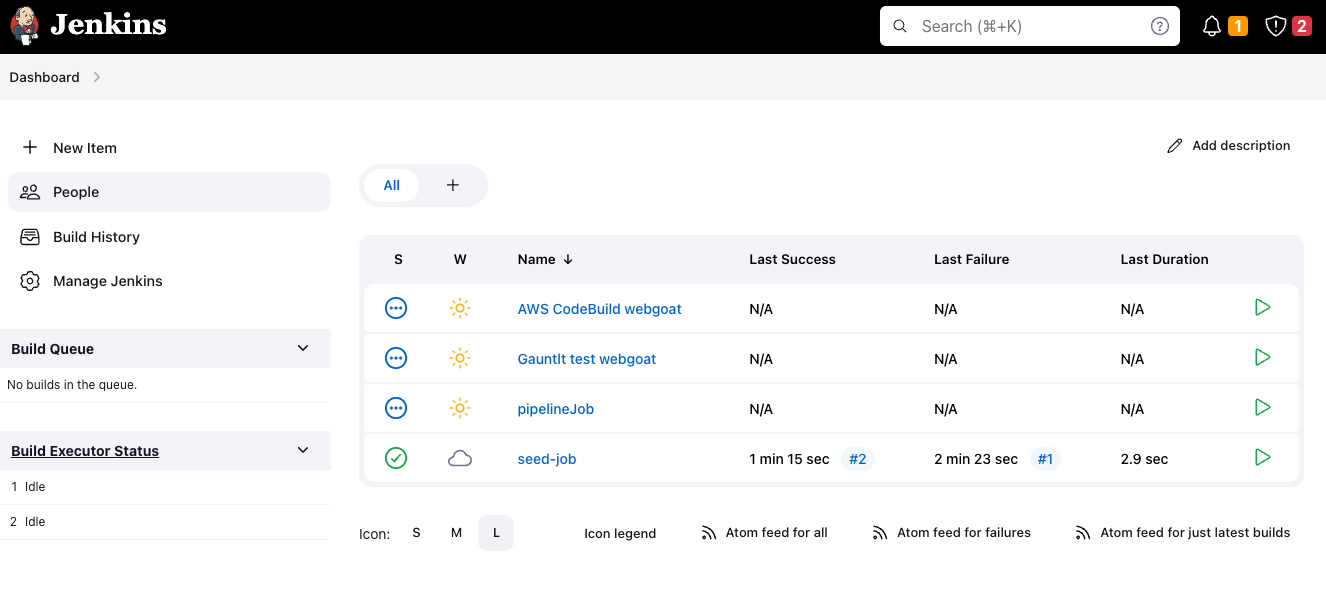 Jenkins
Search (⌘+K)
1
2
Dashboard
New Item
People
Build History
Manage Jenkins
Build Queue
No builds in the queue.
Build Executor Status
1 Idle
2 Idle
Add description
All
S W Name ↓ Last Success Last Failure Last Duration
AWS CodeBuild webgoat N/A N/A N/A
Gauntlt test webgoat N/A N/A N/A
pipelineJob N/A N/A N/A
seed-job 1 min 15 sec #2 2 min 23 sec #1 2.9 sec
Icon: S M L Icon legend Atom feed for all Atom feed for failures Atom feed for just latest builds